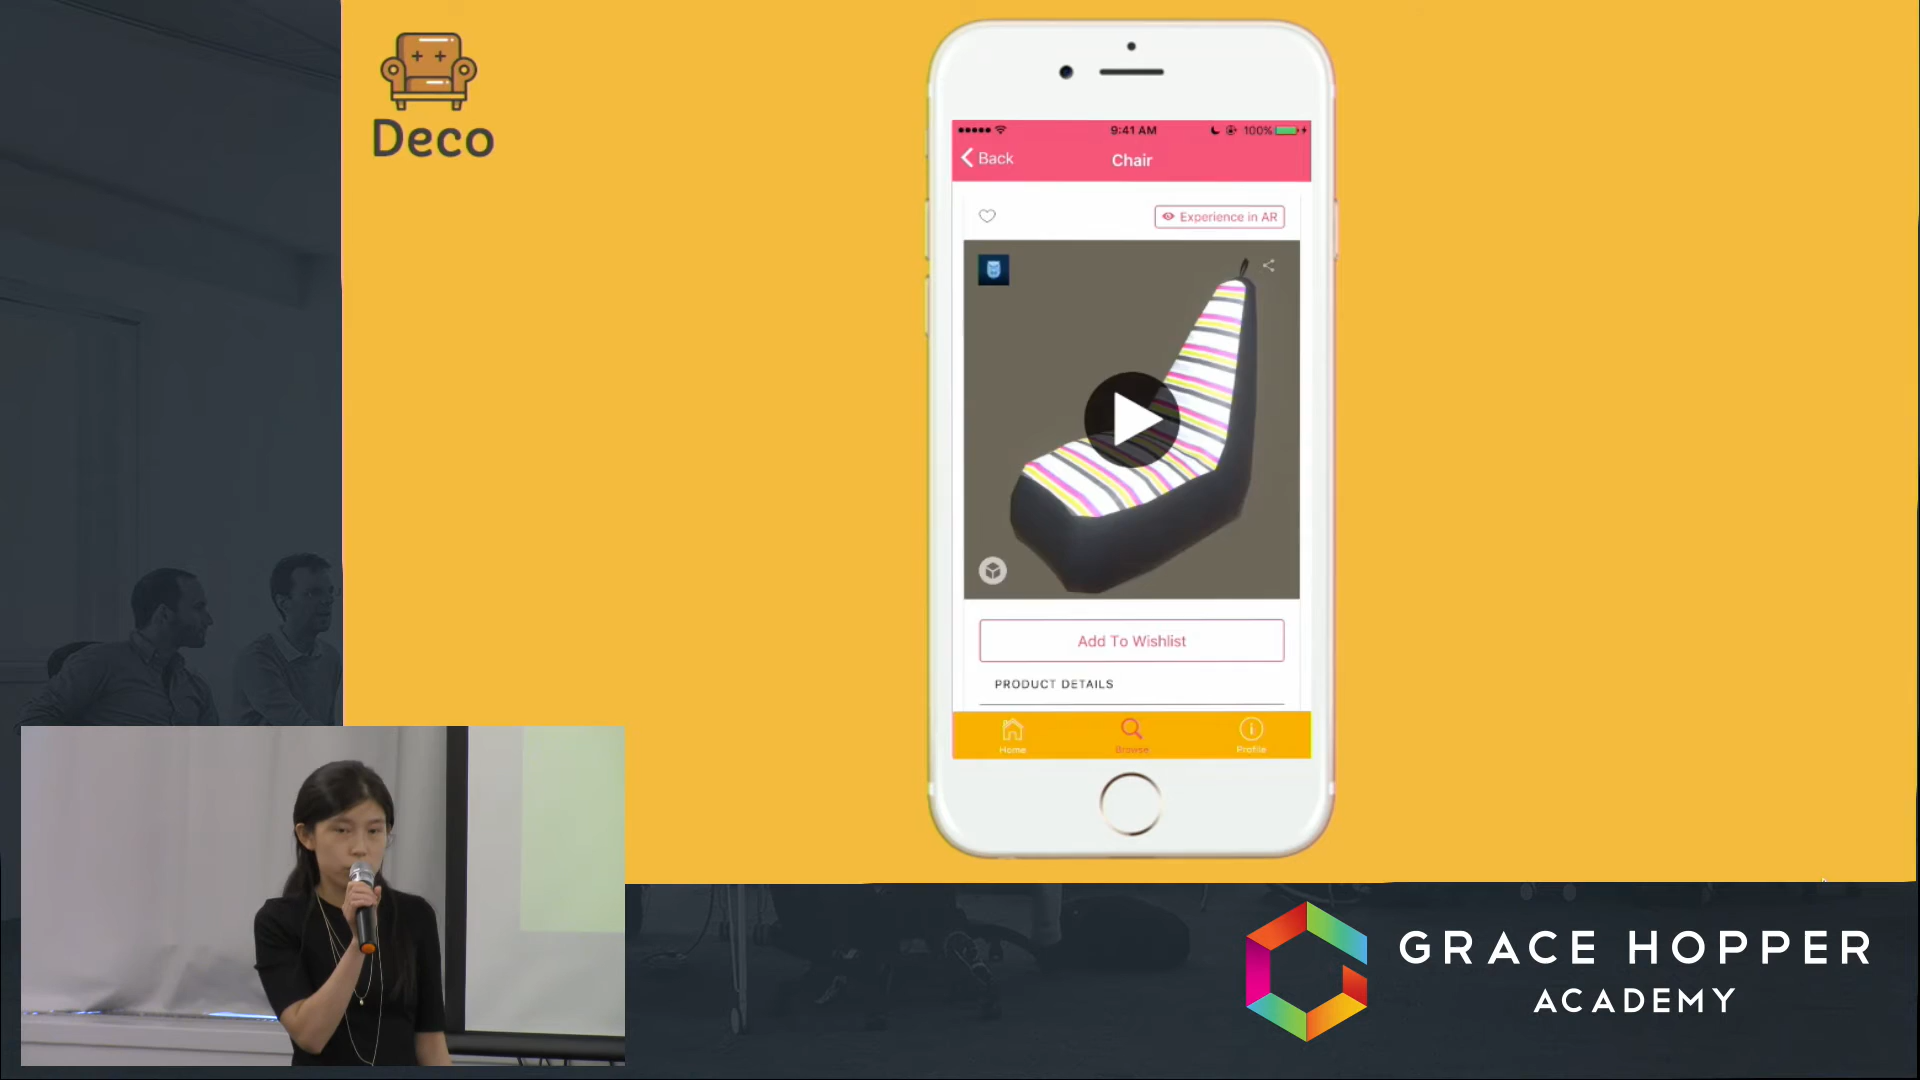 Deco
9:41 AM
100%
Back
Chair
Experience in AR
Add To Wishlist
PRODUCT DETAILS
Home
Browse
Profile
GRACE HOPPER
ACADEMY